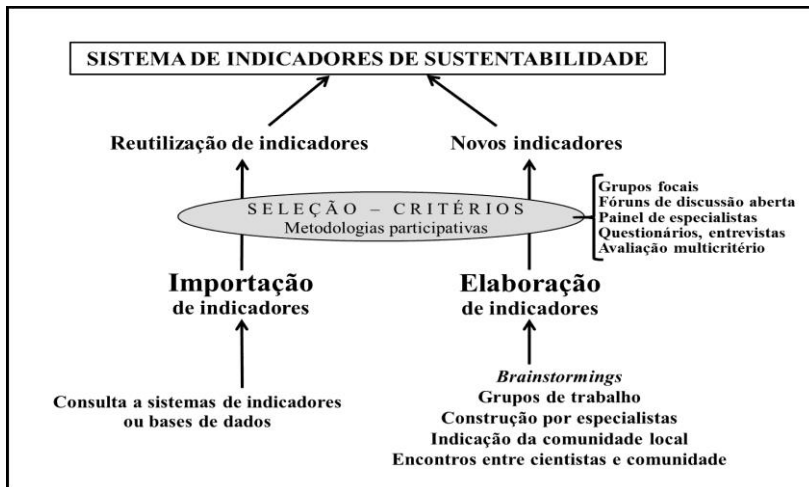 SISTEMA DE INDICADORES DE SUSTENTABILIDADE
Reutilização de indicadores
Novos indicadores
SELEÇÃO – CRITÉRIOS
Metodologias participativas
Grupos focais
Fóruns de discussão aberta
Painel de especialistas
Questionários, entrevistas
Avaliação multicritério
Importação
de indicadores
Elaboração
de indicadores
Consulta a sistemas de indicadores
ou bases de dados
Brainstormings
Grupos de trabalho
Construção por especialistas
Indicação da comunidade local
Encontros entre cientistas e comunidade